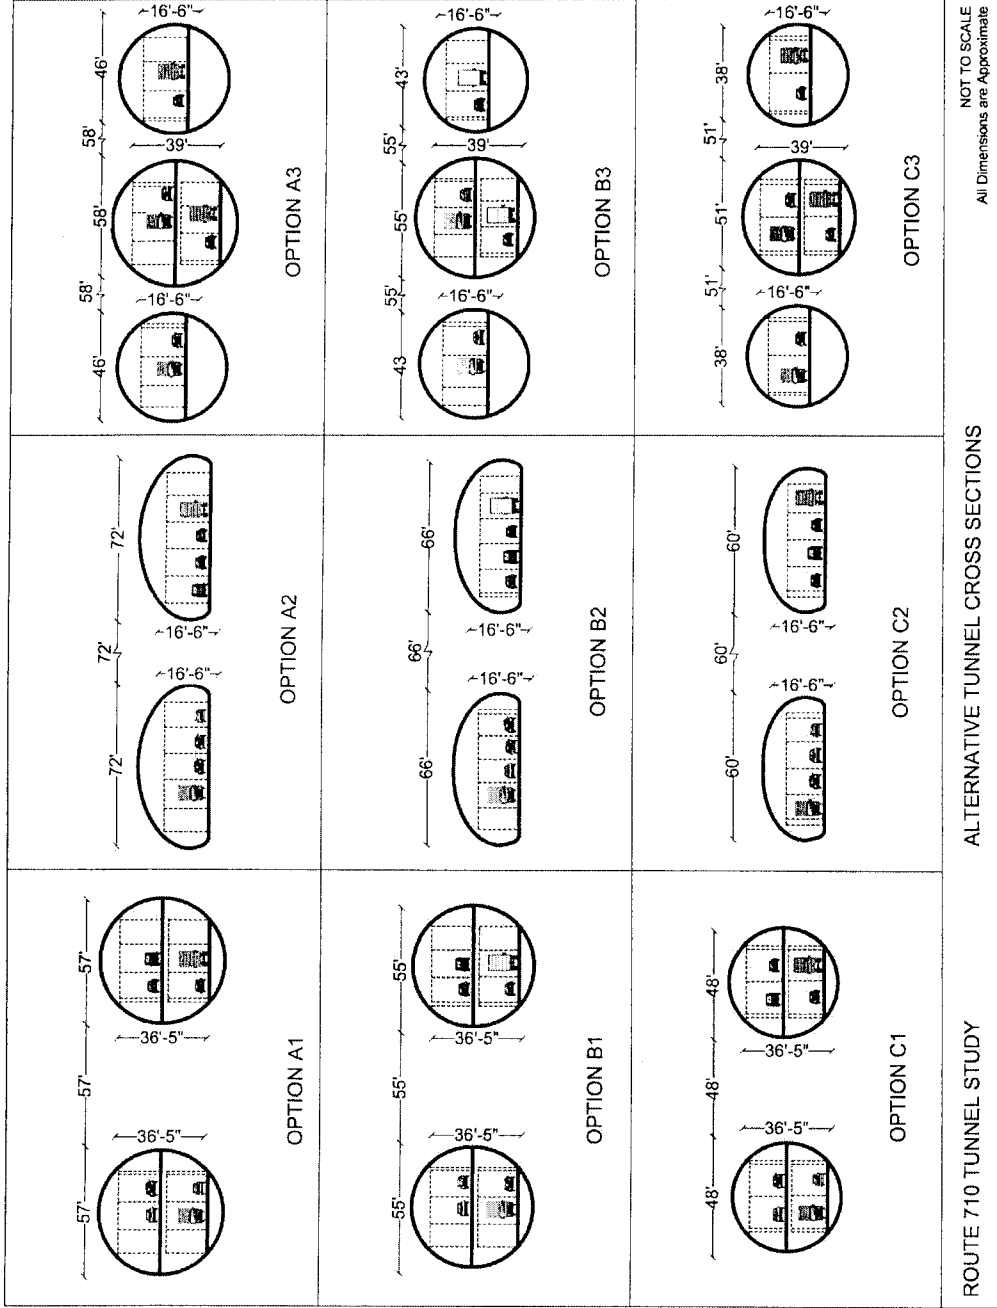 57' 57' 57'
36'-5" 36'-5"
OPTION A1
72' 72' 72'
16'-6" 16'-6"
OPTION A2
46' 58' 58' 58' 46'
16'-6" 39' 16'-6"
OPTION A3
55' 55' 55'
36'-5" 36'-5"
OPTION B1
66' 66' 66'
16'-6" 16'-6"
OPTION B2
43 55' 55' 55' 43'
16'-6" 39' 16'-6"
OPTION B3
48' 48' 48'
36'-5" 36'-5"
OPTION C1
60' 60' 60'
16'-6" 16'-6"
OPTION C2
38' 51' 51' 51' 38'
16'-6" 39' 16'-6"
OPTION C3
ROUTE 710 TUNNEL STUDY
ALTERNATIVE TUNNEL CROSS SECTIONS
NOT TO SCALE
All Dimensions are Approximate